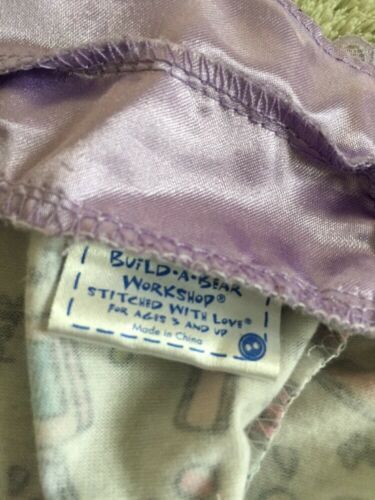 BUILD-A-BEAR
WORKSHOP®
STITCHED WITH LOVE®
FOR AGES 3 AND UP
Made in China